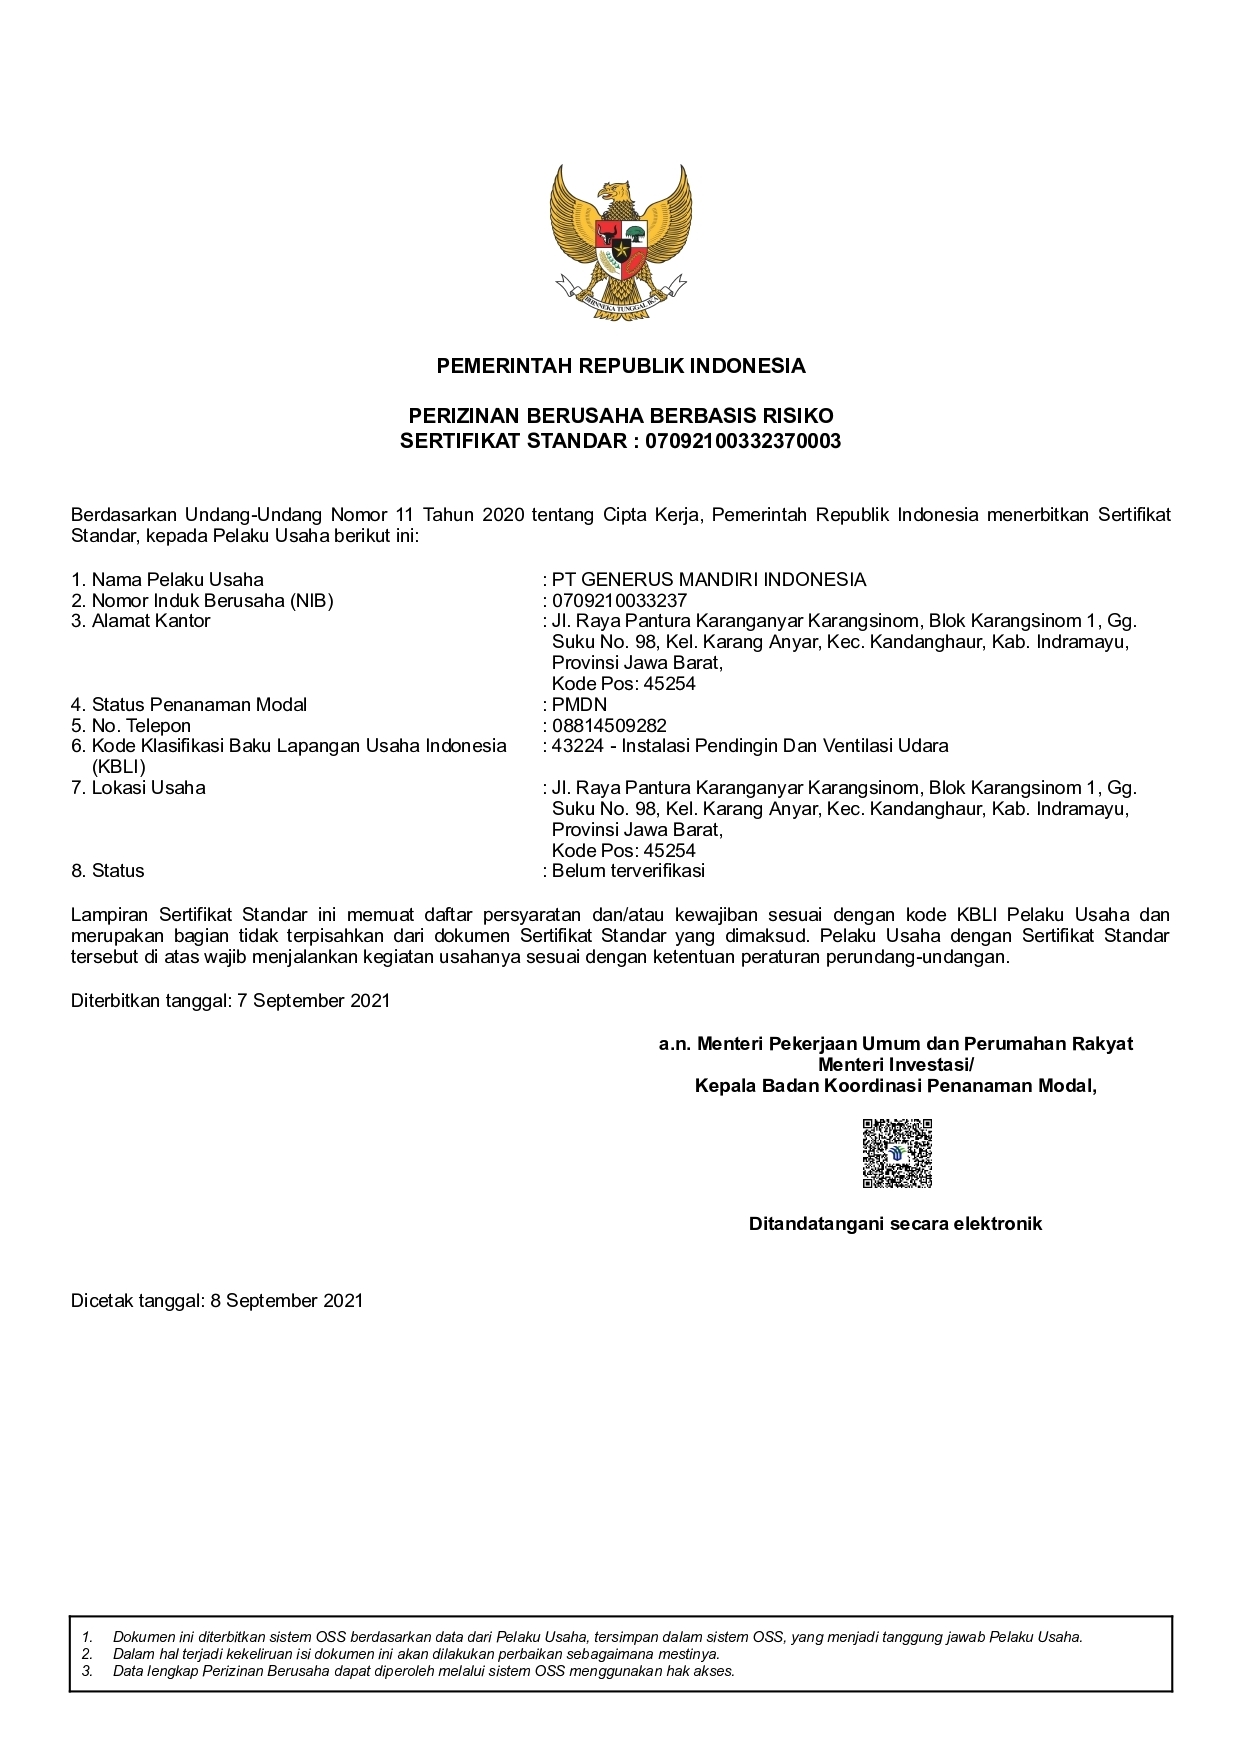 BHINNEKA TUNGGAL IKA
PEMERINTAH REPUBLIK INDONESIA
PERIZINAN BERUSAHA BERBASIS RISIKO
SERTIFIKAT STANDAR : 07092100332370003
Berdasarkan Undang-Undang Nomor 11 Tahun 2020 tentang Cipta Kerja, Pemerintah Republik Indonesia menerbitkan Sertifikat
Standar, kepada Pelaku Usaha berikut ini:
1. Nama Pelaku Usaha : PT GENERUS MANDIRI INDONESIA
2. Nomor Induk Berusaha (NIB) : 0709210033237
3. Alamat Kantor : Jl. Raya Pantura Karanganyar Karangsinom, Blok Karangsinom 1, Gg.
Suku No. 98, Kel. Karang Anyar, Kec. Kandanghaur, Kab. Indramayu,
Provinsi Jawa Barat,
Kode Pos: 45254
4. Status Penanaman Modal : PMDN
5. No. Telepon : 08814509282
6. Kode Klasifikasi Baku Lapangan Usaha Indonesia : 43224 - Instalasi Pendingin Dan Ventilasi Udara
(KBLI)
7. Lokasi Usaha : Jl. Raya Pantura Karanganyar Karangsinom, Blok Karangsinom 1, Gg.
Suku No. 98, Kel. Karang Anyar, Kec. Kandanghaur, Kab. Indramayu,
Provinsi Jawa Barat,
Kode Pos: 45254
8. Status : Belum terverifikasi
Lampiran Sertifikat Standar ini memuat daftar persyaratan dan/atau kewajiban sesuai dengan kode KBLI Pelaku Usaha dan
merupakan bagian tidak terpisahkan dari dokumen Sertifikat Standar yang dimaksud. Pelaku Usaha dengan Sertifikat Standar
tersebut di atas wajib menjalankan kegiatan usahanya sesuai dengan ketentuan peraturan perundang-undangan.
Diterbitkan tanggal: 7 September 2021
a.n. Menteri Pekerjaan Umum dan Perumahan Rakyat
Menteri Investasi/
Kepala Badan Koordinasi Penanaman Modal,
Ditandatangani secara elektronik
Dicetak tanggal: 8 September 2021
1. Dokumen ini diterbitkan sistem OSS berdasarkan data dari Pelaku Usaha, tersimpan dalam sistem OSS, yang menjadi tanggung jawab Pelaku Usaha.
2. Dalam hal terjadi kekeliruan isi dokumen ini akan dilakukan perbaikan sebagaimana mestinya.
3. Data lengkap Perizinan Berusaha dapat diperoleh melalui sistem OSS menggunakan hak akses.